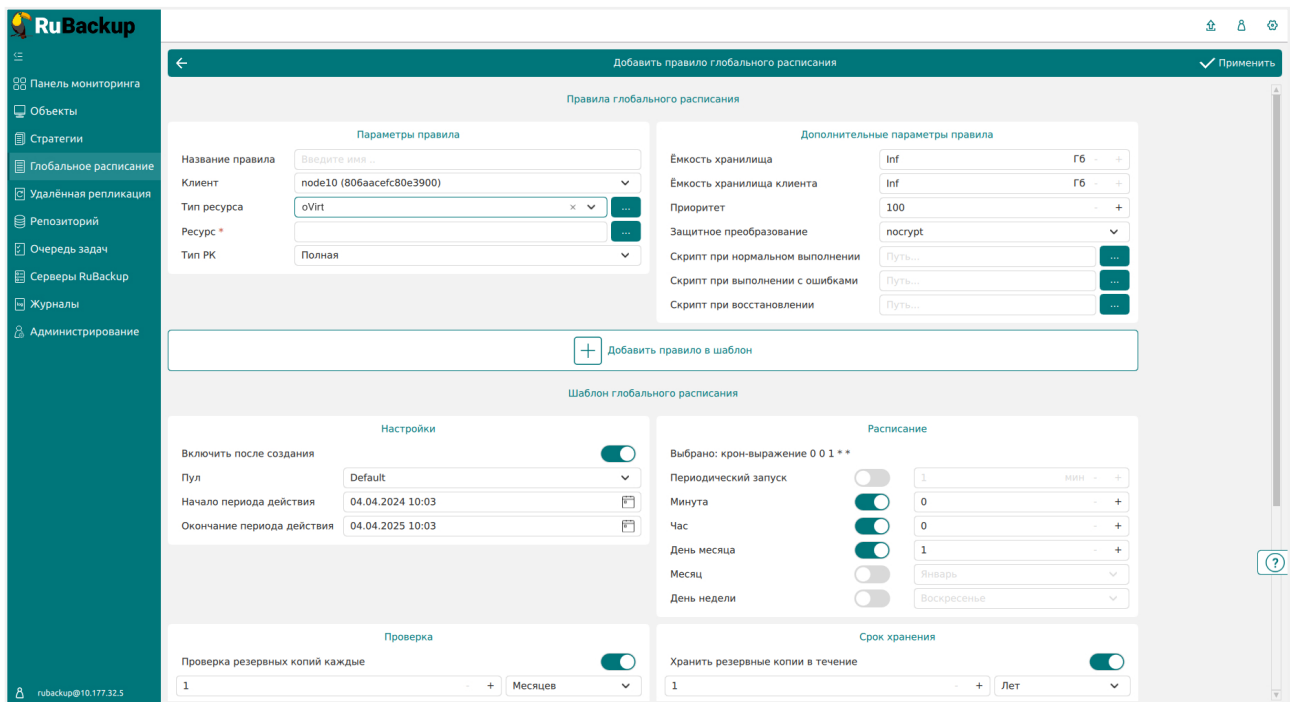 RuBackup
Добавить правило глобального расписания
Применить
Панель мониторинга
Объекты
Стратегии
Глобальное расписание
Удалённая репликация
Репозиторий
Очередь задач
Серверы RuBackup
Журналы
Администрирование
rubackup@10.177.32.5
Правила глобального расписания
Параметры правила
Название правила Введите имя ..
Клиент node10 (806aacefc80e3900)
Тип ресурса oVirt × ...
Ресурс * ...
Тип РК Полная
Дополнительные параметры правила
Ёмкость хранилища Inf Гб - +
Ёмкость хранилища клиента Inf Гб - +
Приоритет 100 - +
Защитное преобразование nocrypt
Скрипт при нормальном выполнении Путь... ...
Скрипт при выполнении с ошибками Путь... ...
Скрипт при восстановлении Путь... ...
Добавить правило в шаблон
Шаблон глобального расписания
Настройки
Включить после создания
Пул Default
Начало периода действия 04.04.2024 10:03
Окончание периода действия 04.04.2025 10:03
Расписание
Выбрано: крон-выражение 0 0 1 * *
Периодический запуск 1 мин - +
Минута 0 - +
Час 0 - +
День месяца 1 - +
Месяц Январь
День недели Воскресенье
Проверка
Проверка резервных копий каждые
1 - + Месяцев
Срок хранения
Хранить резервные копии в течение
1 - + Лет
?